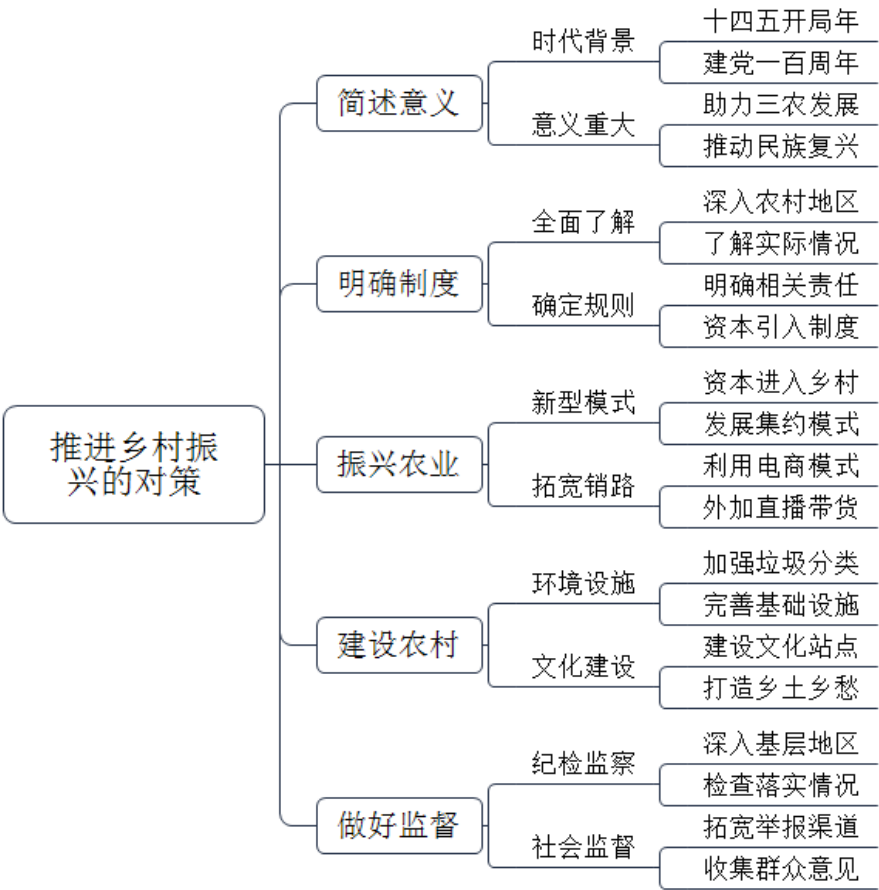 推进乡村振
兴的对策
简述意义
时代背景
十四五开局年
建党一百周年
意义重大
助力三农发展
推动民族复兴
明确制度
全面了解
深入农村地区
了解实际情况
确定规则
明确相关责任
资本引入制度
振兴农业
新型模式
资本进入乡村
发展集约模式
拓宽销路
利用电商模式
外加直播带货
建设农村
环境设施
加强垃圾分类
完善基础设施
文化建设
建设文化站点
打造乡土乡愁
做好监督
纪检监察
深入基层地区
检查落实情况
社会监督
拓宽举报渠道
收集群众意见